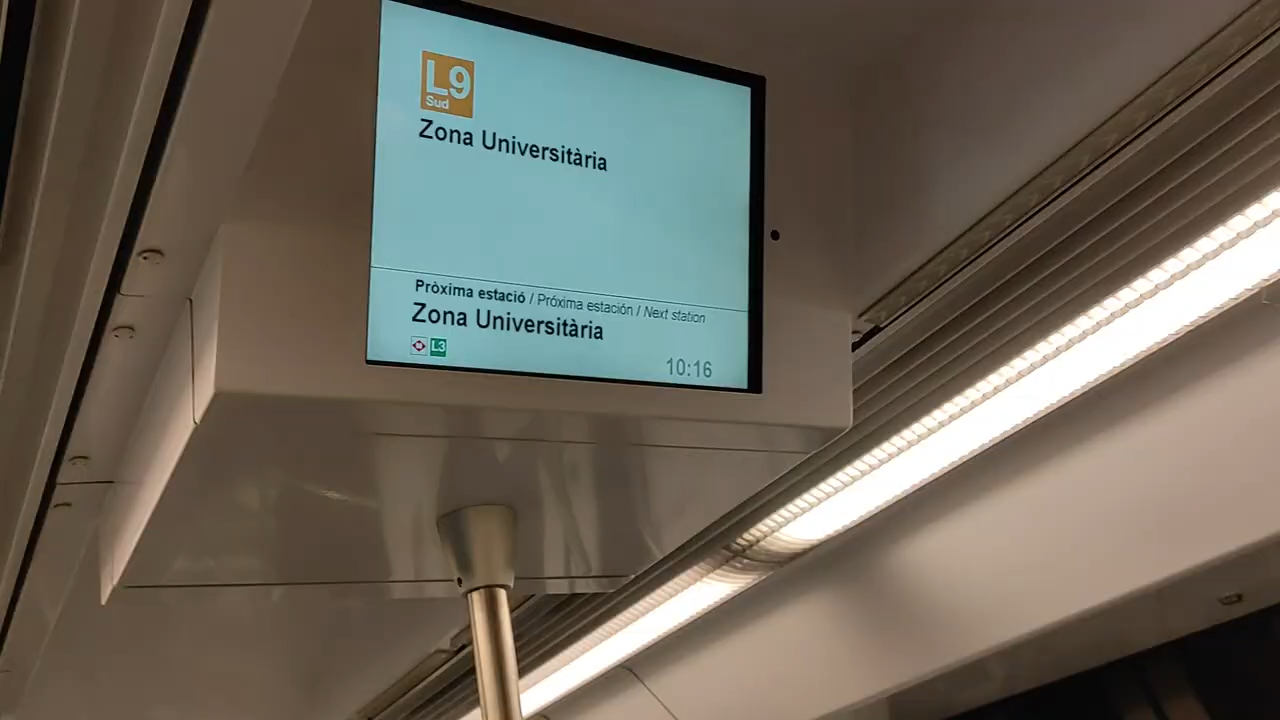 L9
Sud
Zona Universitària
Pròxima estació / Próxima estación / Next station
Zona Universitària
L3
10:16